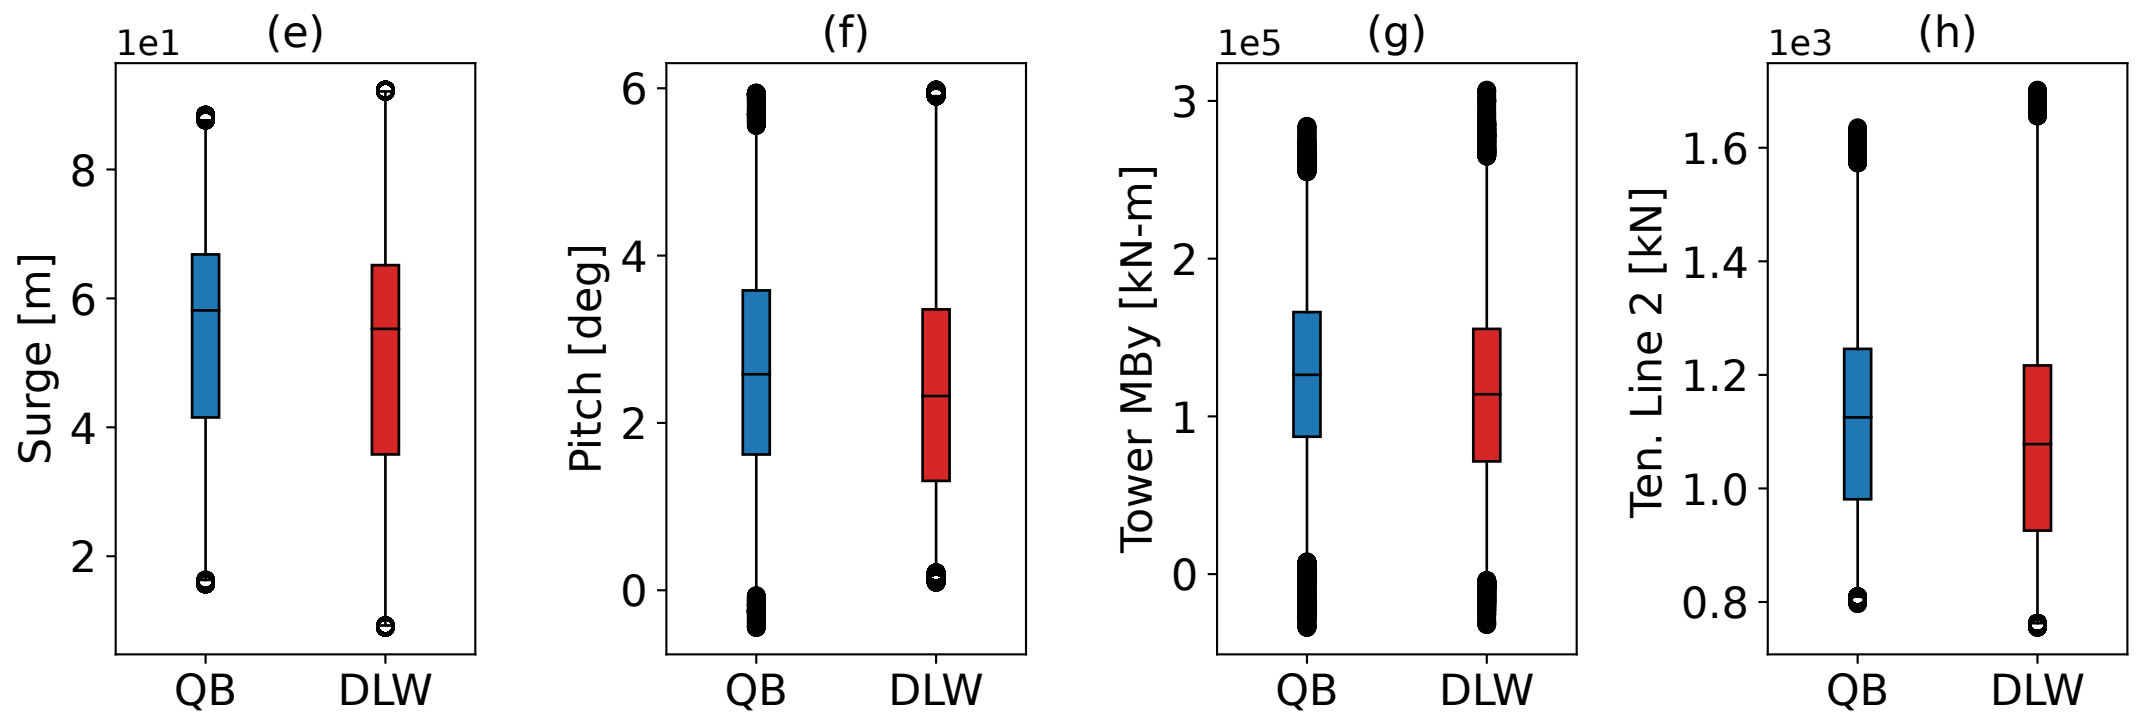 (e)
1e1
Surge [m]
8
6
4
2
QB
DLW
(f)
Pitch [deg]
6
4
2
0
QB
DLW
(g)
1e5
Tower MBy [kN-m]
3
2
1
0
QB
DLW
(h)
1e3
Ten. Line 2 [kN]
1.6
1.4
1.2
1.0
0.8
QB
DLW